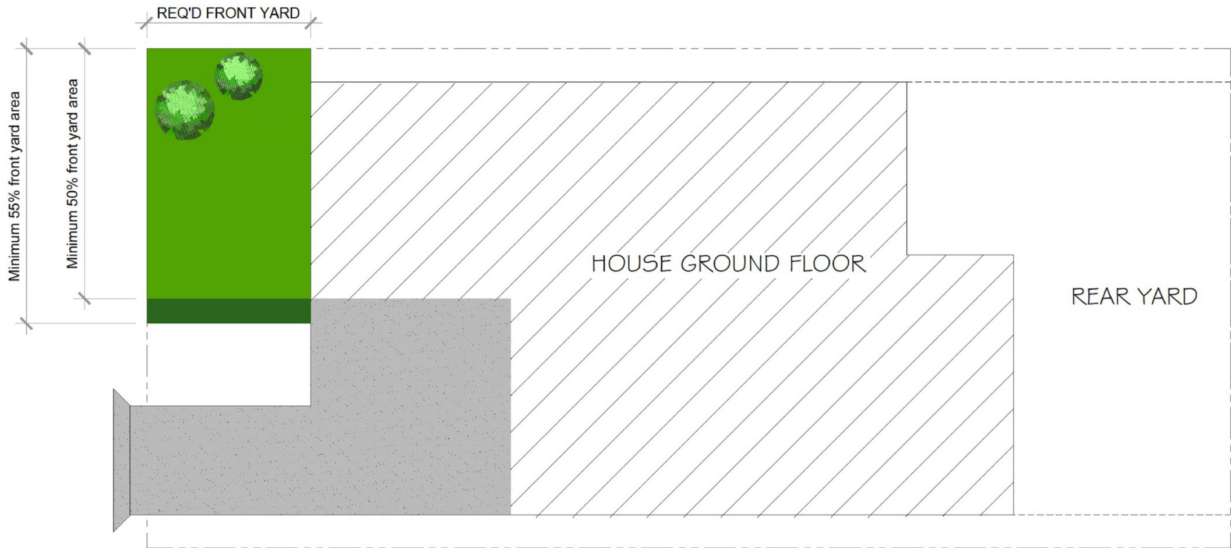 REQ'D FRONT YARD
Minimum 55% front yard area
Minimum 50% front yard area
HOUSE GROUND FLOOR
REAR YARD